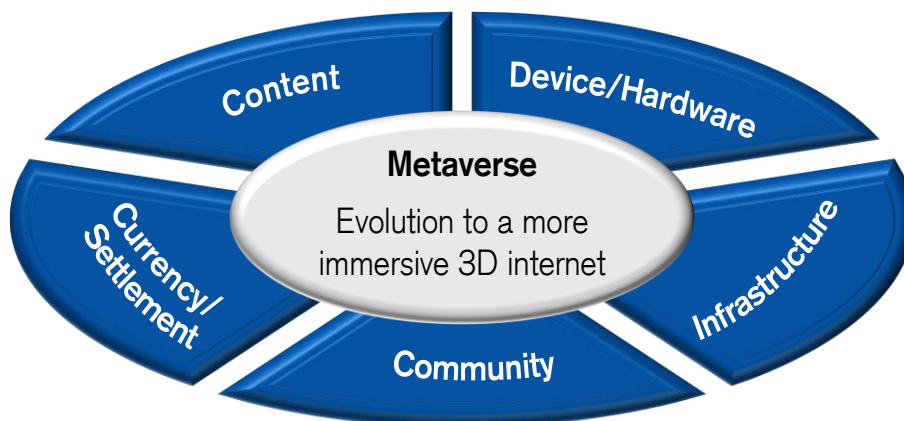 Content
Device/Hardware
Metaverse
Evolution to a more
immersive 3D internet
Currency/
Settlement
Infrastructure
Community